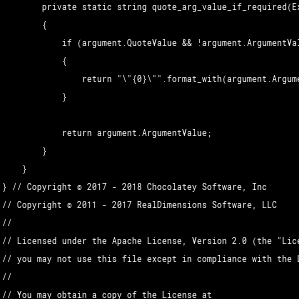 private static string quote_arg_value_if_required(E
{
if (argument.QuoteValue && !argument.ArgumentVal
{
return "\"{0}\"".format_with(argument.Argume
}
return argument.ArgumentValue;
}
}
} // Copyright © 2017 - 2018 Chocolatey Software, Inc
// Copyright © 2011 - 2017 RealDimensions Software, LLC
//
// Licensed under the Apache License, Version 2.0 (the "Lice
// you may not use this file except in compliance with the L
//
// You may obtain a copy of the License at